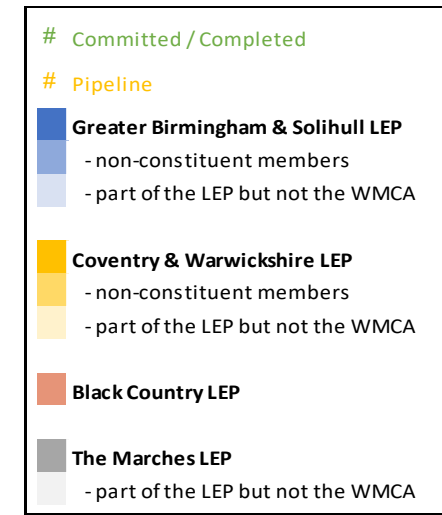 # Committed / Completed
# Pipeline
Greater Birmingham & Solihull LEP
- non-constituent members
- part of the LEP but not the WMCA
Coventry & Warwickshire LEP
- non-constituent members
- part of the LEP but not the WMCA
Black Country LEP
The Marches LEP
- part of the LEP but not the WMCA